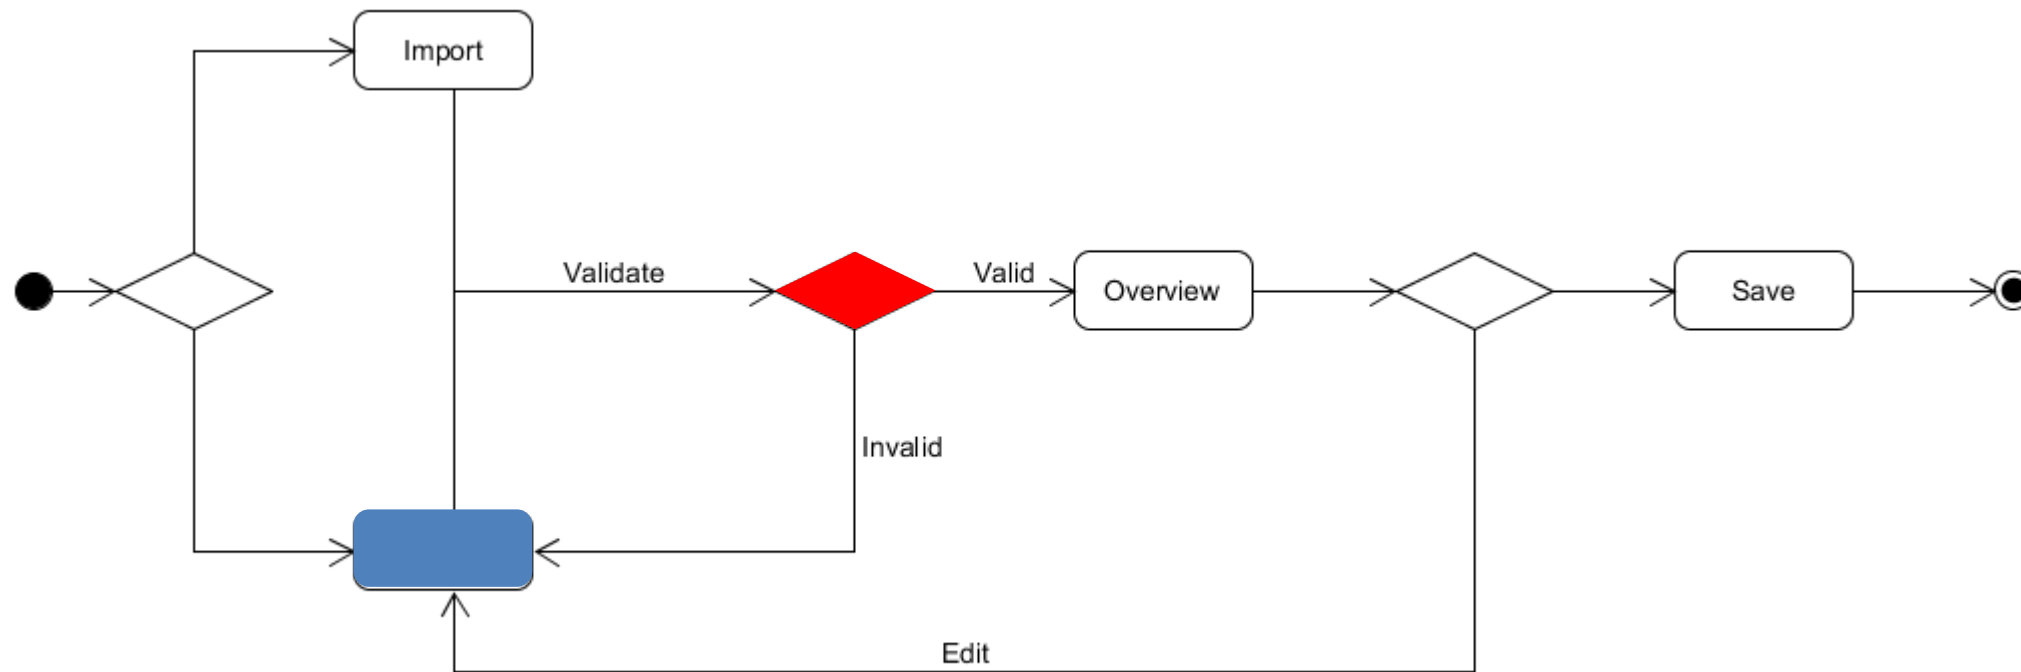 Import
Validate
Valid
Overview
Save
Invalid
Edit